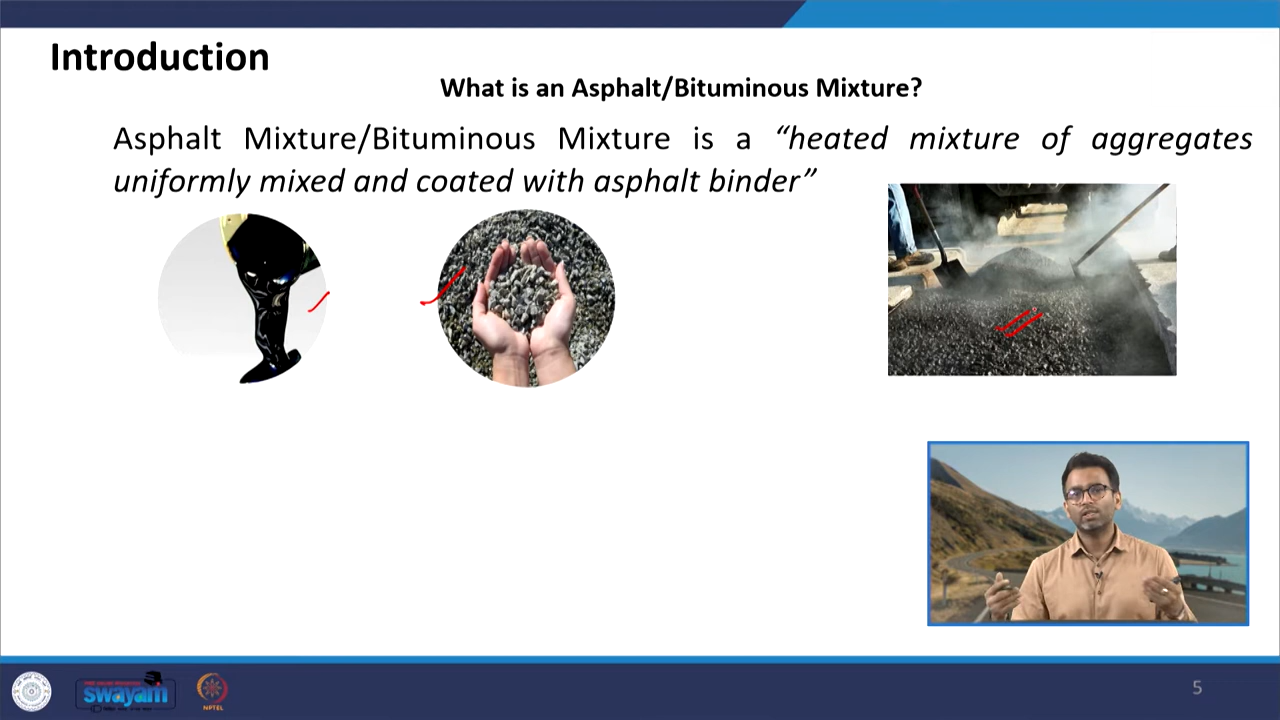 Introduction
What is an Asphalt/Bituminous Mixture?
Asphalt Mixture/Bituminous Mixture is a “heated mixture of aggregates
uniformly mixed and coated with asphalt binder”
swayam
NPTEL
5